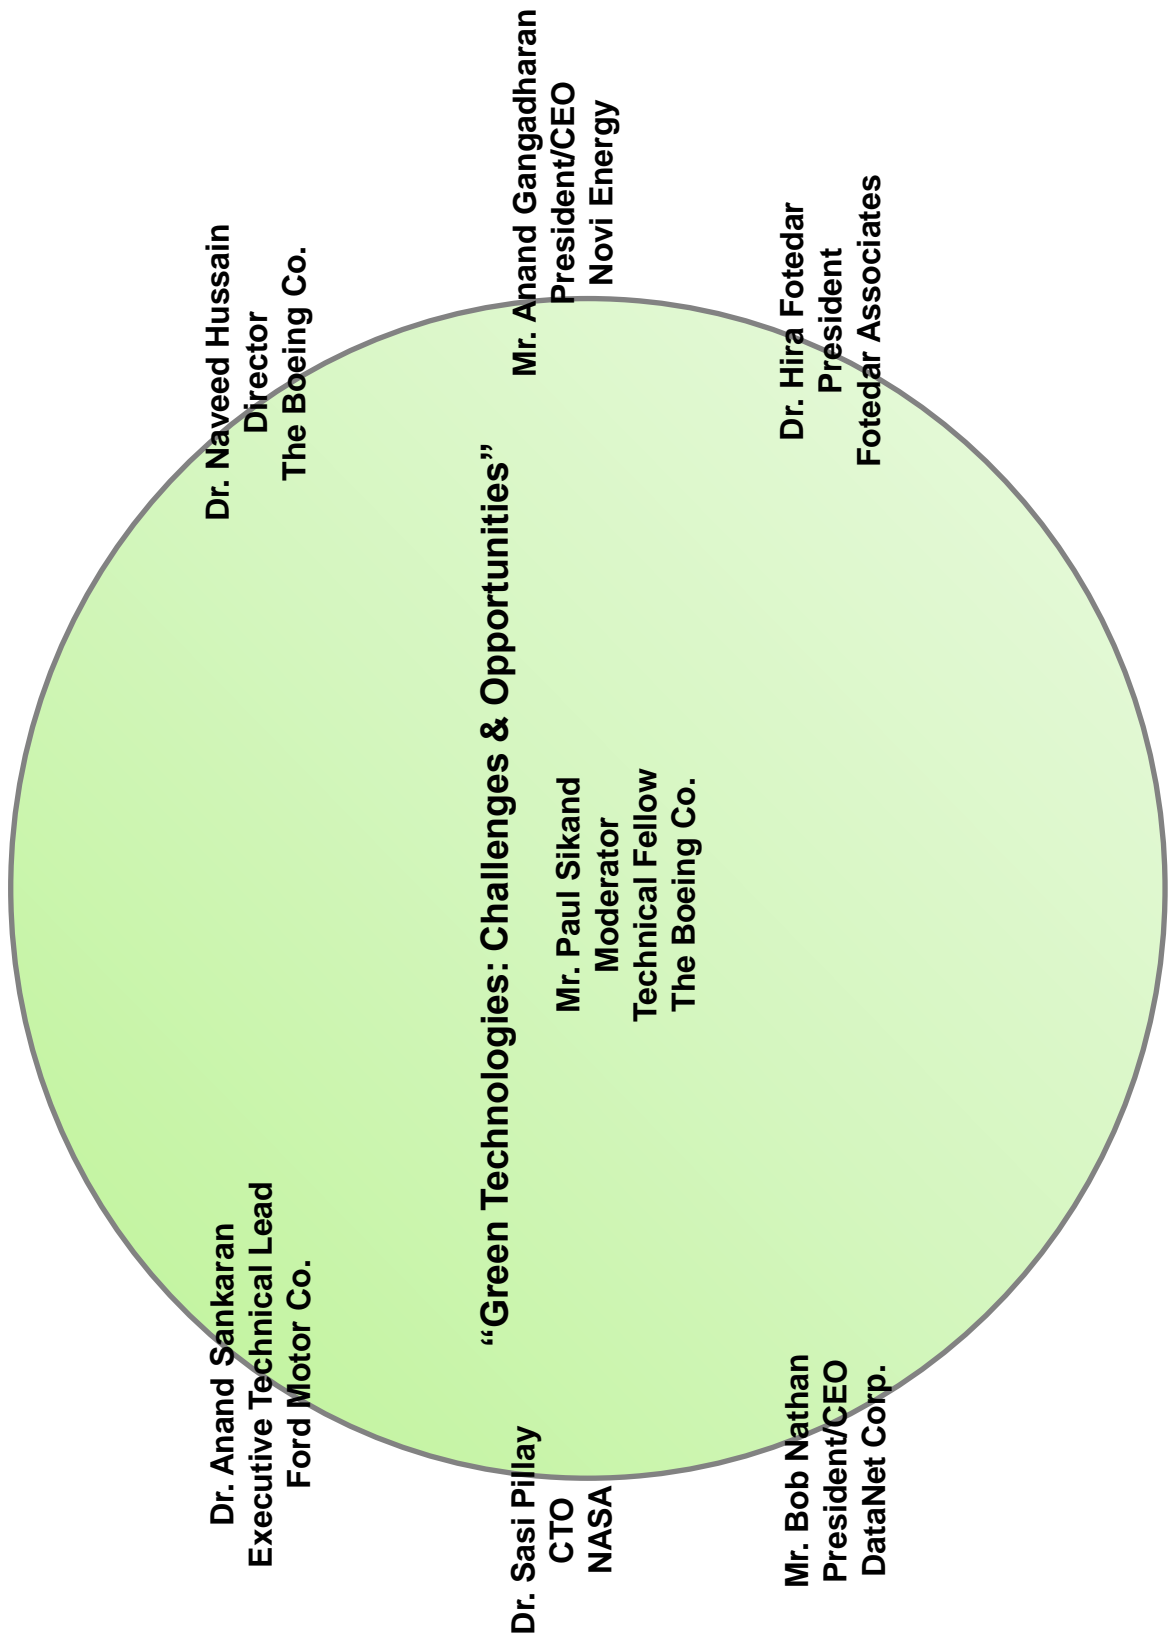 Dr. Anand Sankaran
Executive Technical Lead
Ford Motor Co.
Dr. Naveed Hussain
Director
The Boeing Co.
“Green Technologies: Challenges & Opportunities”
Dr. Sasi Pillay
CTO
NASA
Mr. Paul Sikand
Moderator
Technical Fellow
The Boeing Co.
Mr. Anand Gangadharan
President/CEO
Novi Energy
Mr. Bob Nathan
President/CEO
DataNet Corp.
Dr. Hira Fotedar
President
Fotedar Associates